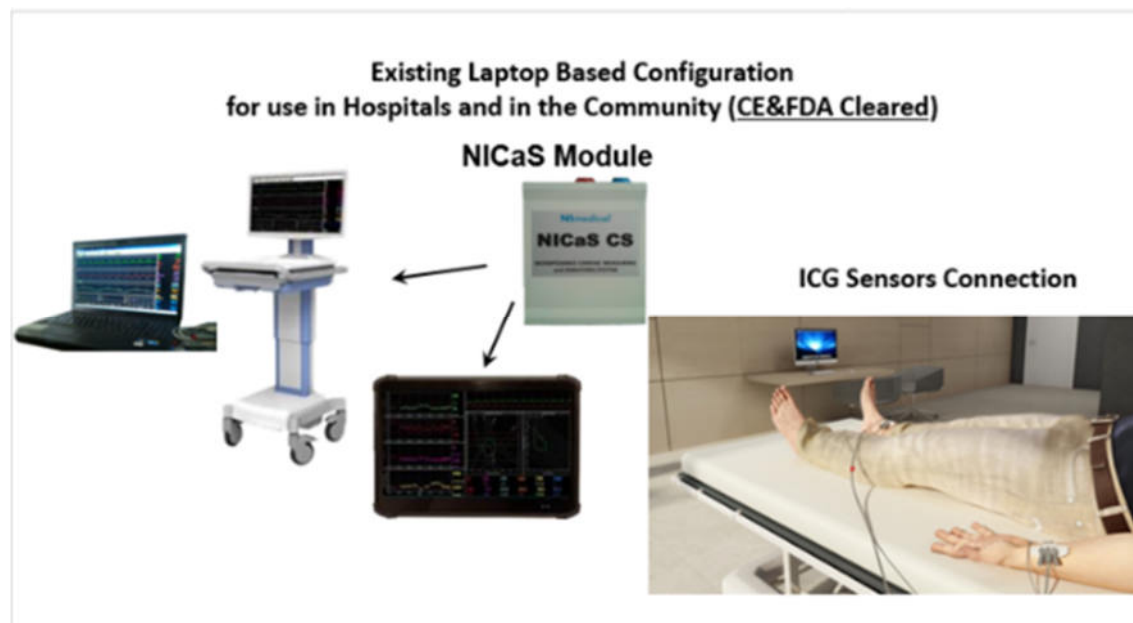 Existing Laptop Based Configuration
for use in Hospitals and in the Community (CE&FDA Cleared)
NICaS Module
NImedical
NICaS CS
ICG Sensors Connection